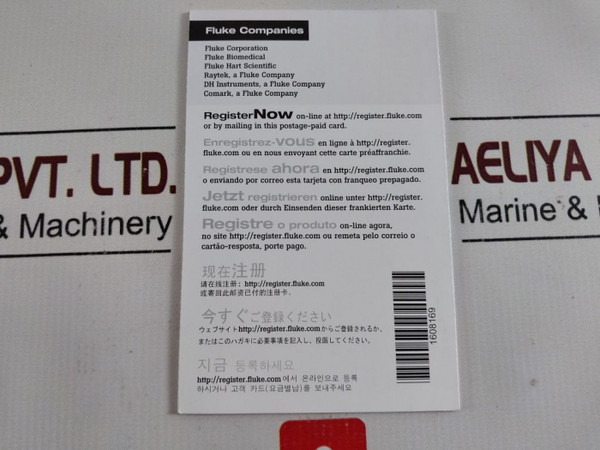 Fluke Companies
Fluke Corporation
Fluke Biomedical
Fluke Hart Scientific
Raytek, a Fluke Company
DH Instruments, a Fluke Company
Comark, a Fluke Company
RegisterNow on-line at http://register.fluke.com
or by mailing in this postage-paid card.
Enregistrez-vous en ligne à http://register.
fluke.com ou en nous envoyant cette carte préaffranchie.
Regístrese ahora en http://register.fluke.com
o enviando por correo esta tarjeta con franqueo prepagado.
Jetzt registrieren online unter http://register.
fluke.com oder durch Einsenden dieser frankierten Karte.
Registre o produto on-line agora,
no site http://register.fluke.com ou remeta pelo correio o
cartão-resposta, porte pago.
现在注册
请在线注册：http://register.fluke.com
或寄回此邮资已付的注册卡.
今すぐご登録ください
ウェブサイトhttp://register.fluke.comからご登録されるか、
またはこのハガキに必要事項を記入し、投函してください。
지금 등록하세요
http://register.fluke.com에서 온라인으로 등록
하시거나 고객 카드(요금별납)를 보내주세요
1608169
PVT. LTD.
& Machinery
AELIYA
Marine &